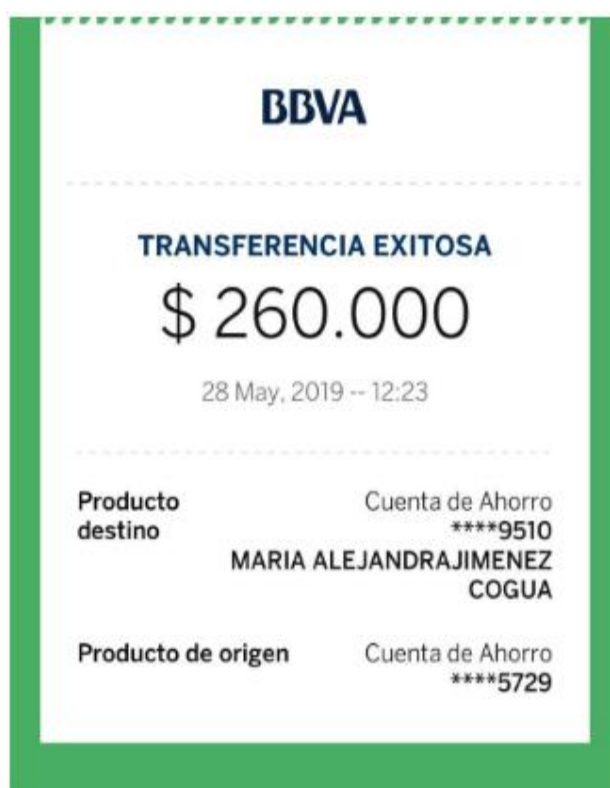 BBVA
TRANSFERENCIA EXITOSA
$ 260.000
28 May, 2019 -- 12:23
Producto destino
Cuenta de Ahorro
****9510
MARIA ALEJANDRAJIMENEZ
COGUA
Producto de origen
Cuenta de Ahorro
****5729